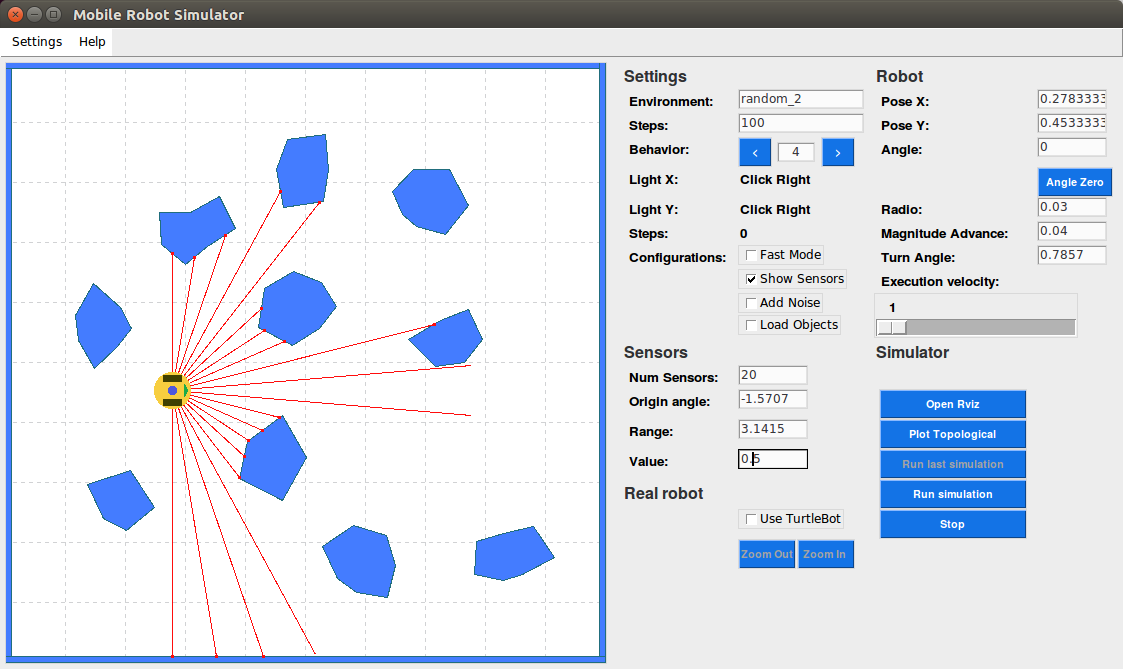 Mobile Robot Simulator
Settings Help
Settings
Environment: random_2
Steps: 100
Behavior: < 4 >
Light X: Click Right
Light Y: Click Right
Steps: 0
Configurations: Fast Mode
Show Sensors
Add Noise
Load Objects
Sensors
Num Sensors: 20
Origin angle: -1.5707
Range: 3.1415
Value: 0.5
Real robot
Use TurtleBot
Zoom Out Zoom In
Robot
Pose X: 0.2783333
Pose Y: 0.4533333
Angle: 0
Angle Zero
Radio: 0.03
Magnitude Advance: 0.04
Turn Angle: 0.7857
Execution velocity:
1
Simulator
Open Rviz
Plot Topological
Run last simulation
Run simulation
Stop